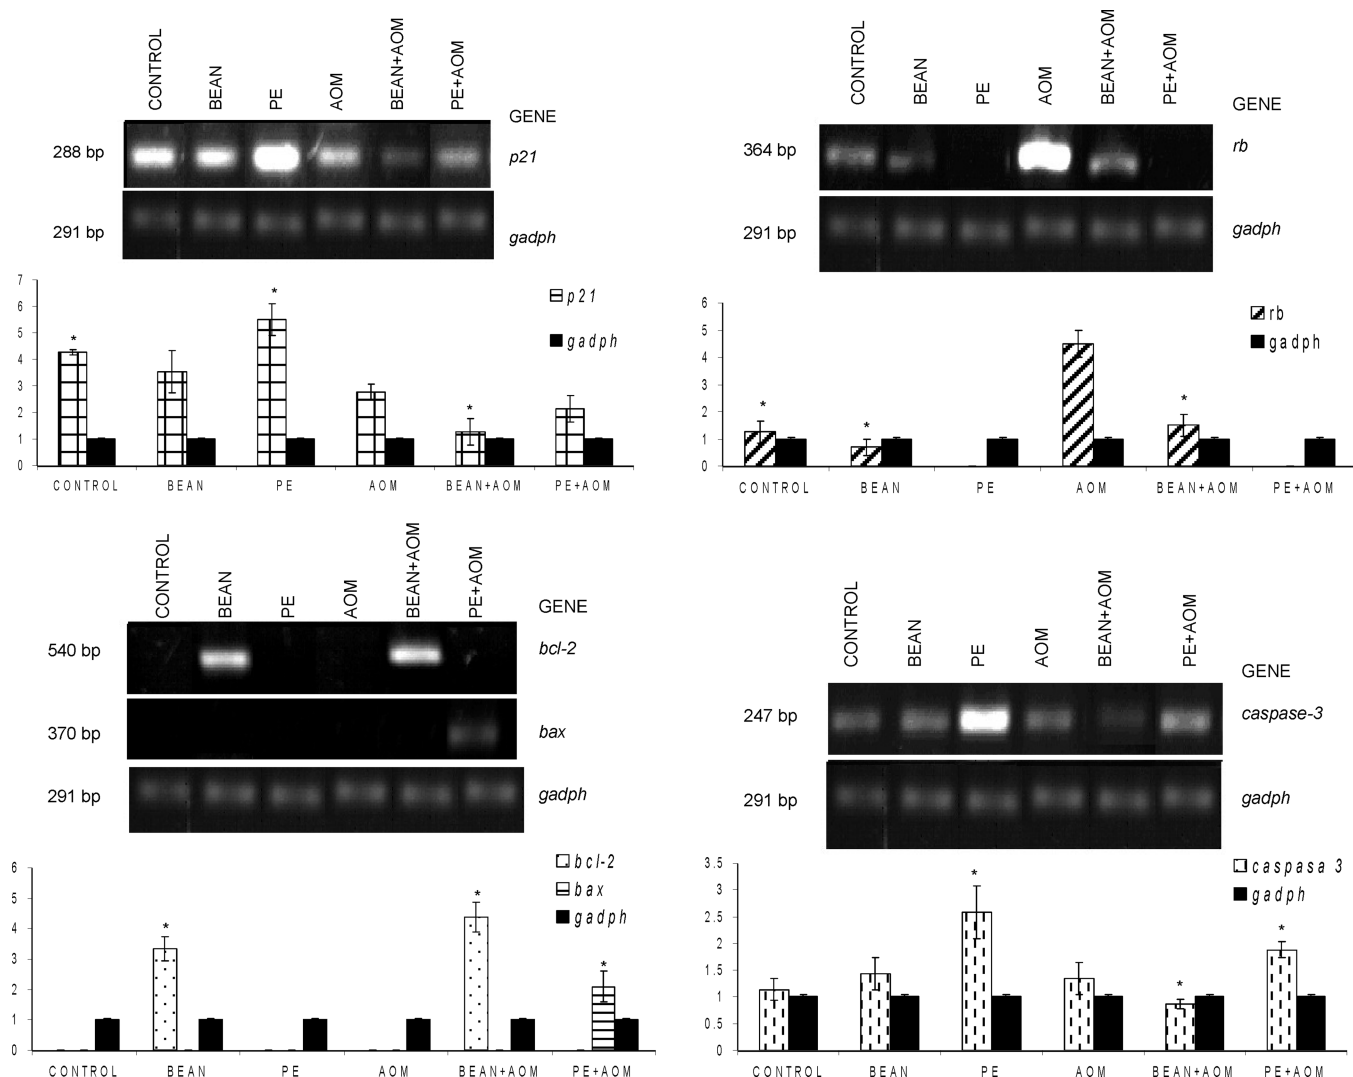 CONTROL BEAN PE AOM BEAN+AOM PE+AOM
GENE
288 bp p21
291 bp gadph
7
6
5
4
3
2
1
0
* * *
p21
gadph
CONTROL BEAN PE AOM BEAN+AOM PE+AOM
CONTROL BEAN PE AOM BEAN+AOM PE+AOM
GENE
364 bp rb
291 bp gadph
6
5
4
3
2
1
0
* * *
rb
gadph
CONTROL BEAN PE AOM BEAN+AOM PE+AOM
CONTROL BEAN PE AOM BEAN+AOM PE+AOM
GENE
540 bp bcl-2
370 bp bax
291 bp gadph
6
5
4
3
2
1
0
* * *
bcl-2
bax
gadph
CONTROL BEAN PE AOM BEAN+AOM PE+AOM
CONTROL BEAN PE AOM BEAN+AOM PE+AOM
GENE
247 bp caspase-3
291 bp gadph
3.5
3
2.5
2
1.5
1
0.5
0
* * *
caspasa 3
gadph
CONTROL BEAN PE AOM BEAN+AOM PE+AOM